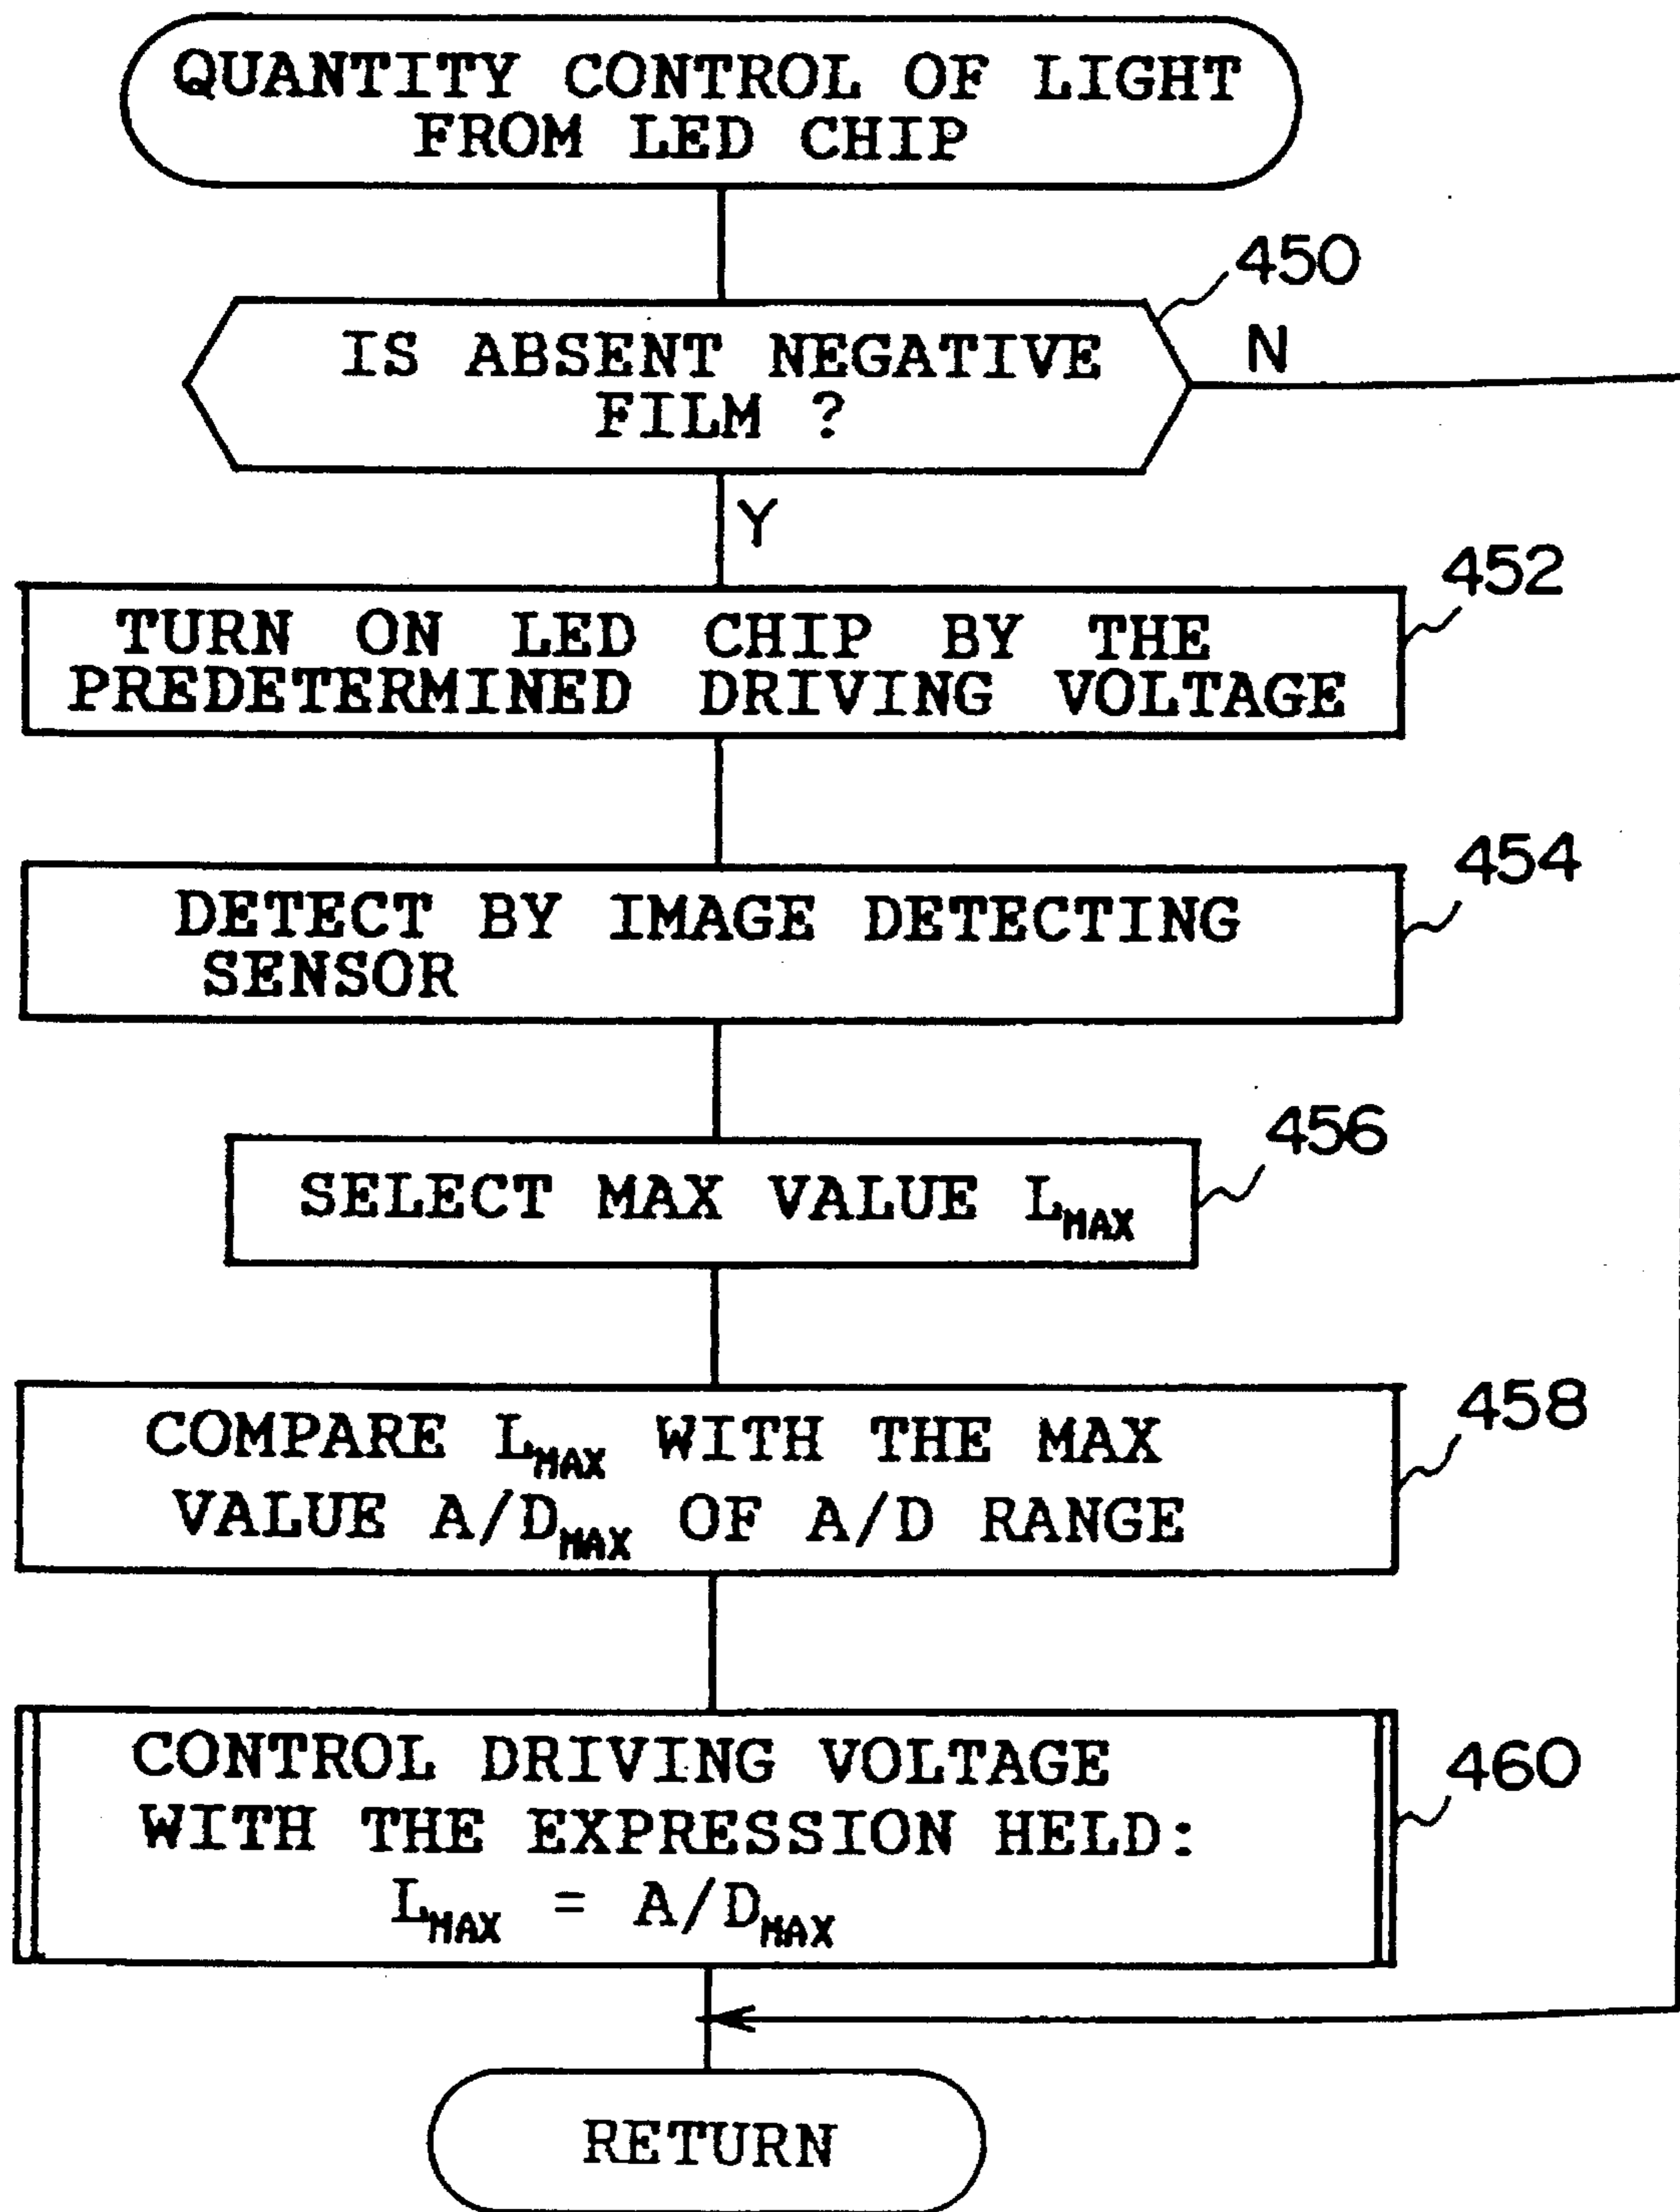 QUANTITY CONTROL OF LIGHT
FROM LED CHIP
450
IS ABSENT NEGATIVE
FILM ?
N
Y
452
TURN ON LED CHIP BY THE
PREDETERMINED DRIVING VOLTAGE
454
DETECT BY IMAGE DETECTING
SENSOR
456
SELECT MAX VALUE LMAX
458
COMPARE LMAX WITH THE MAX
VALUE A/DMAX OF A/D RANGE
460
CONTROL DRIVING VOLTAGE
WITH THE EXPRESSION HELD:
LMAX = A/DMAX
RETURN